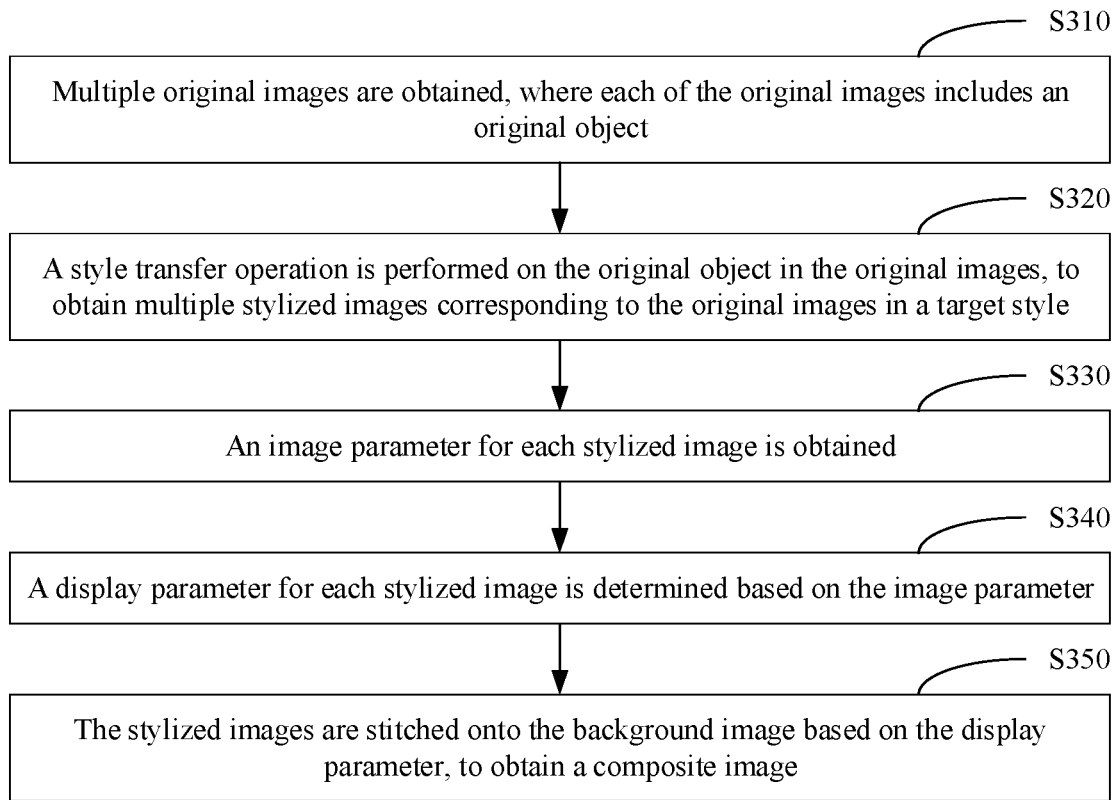 S310
Multiple original images are obtained, where each of the original images includes an
original object
S320
A style transfer operation is performed on the original object in the original images, to
obtain multiple stylized images corresponding to the original images in a target style
S330
An image parameter for each stylized image is obtained
S340
A display parameter for each stylized image is determined based on the image parameter
S350
The stylized images are stitched onto the background image based on the display
parameter, to obtain a composite image